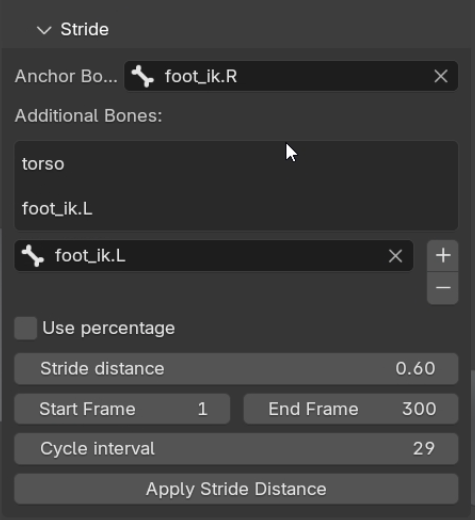 Stride
Anchor Bo... foot_ik.R
Additional Bones:
torso
foot_ik.L
foot_ik.L
Use percentage
Stride distance 0.60
Start Frame 1 End Frame 300
Cycle interval 29
Apply Stride Distance